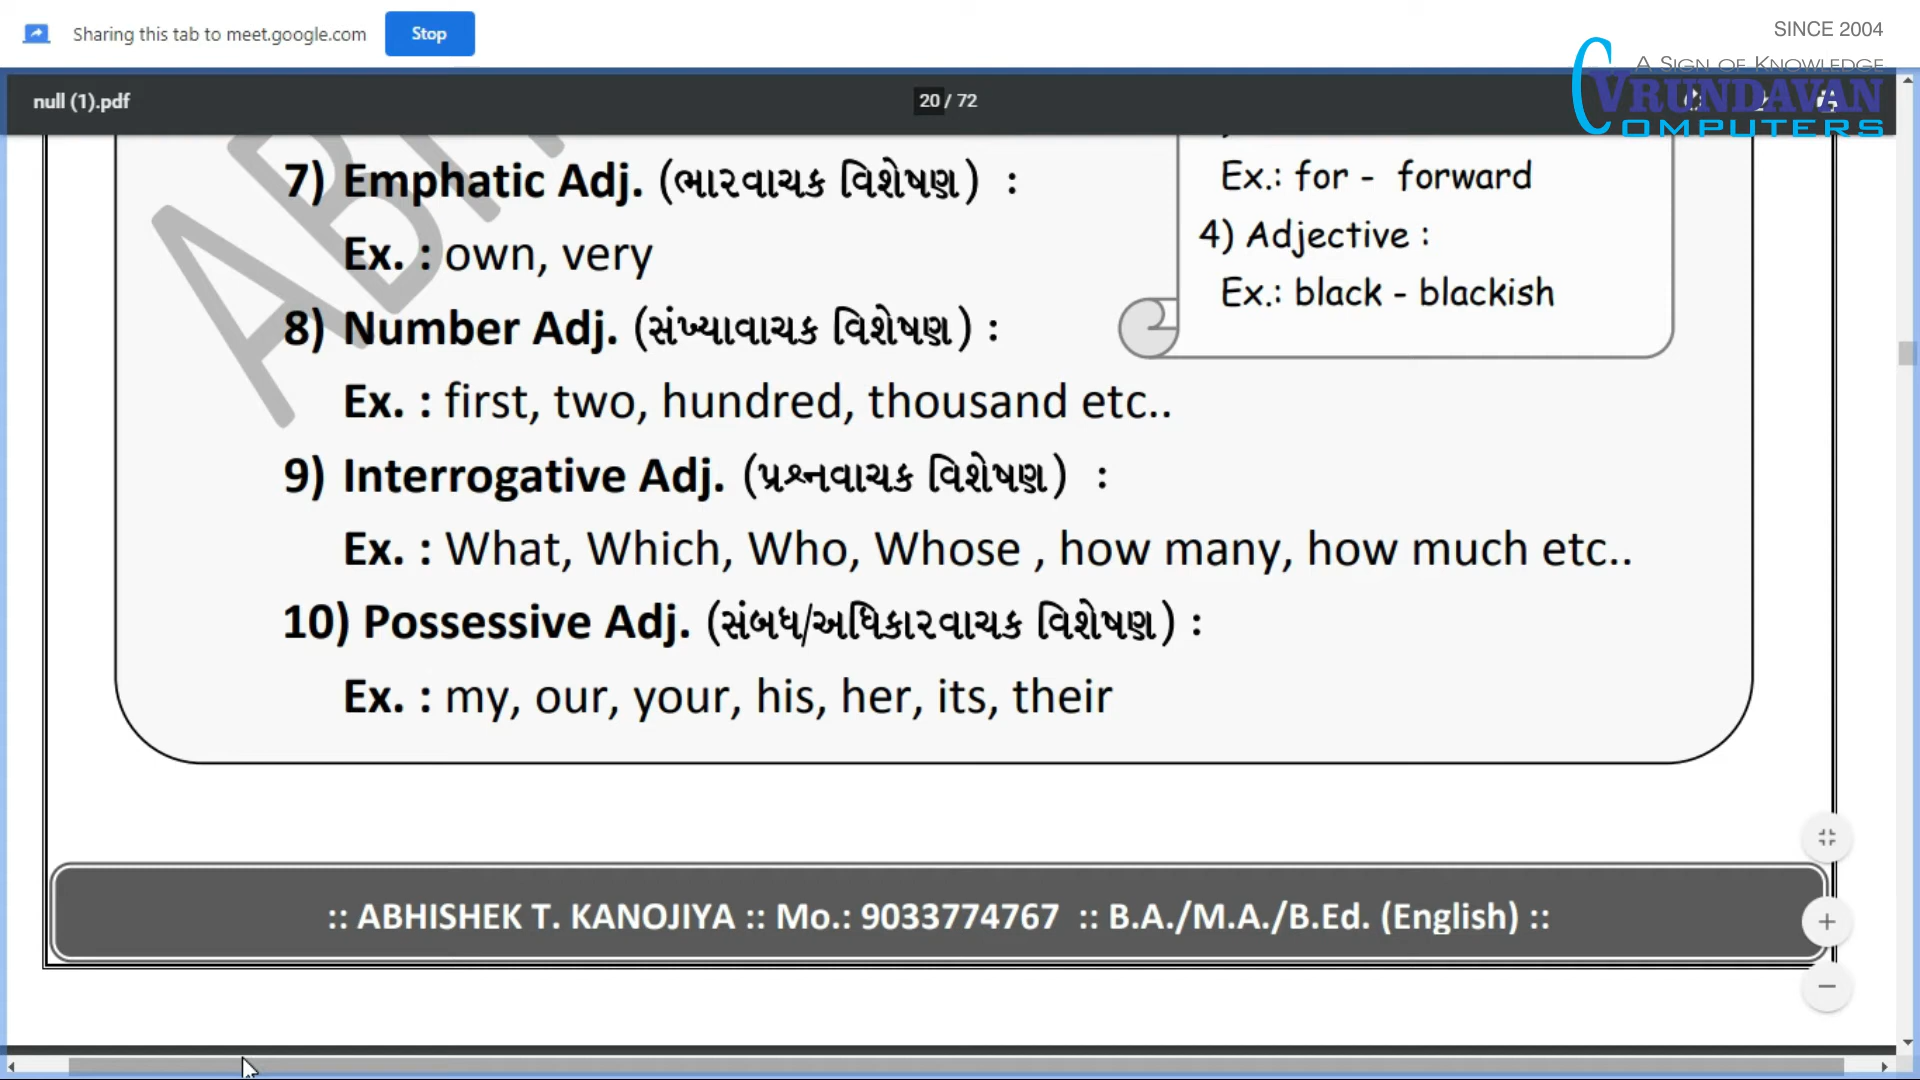 Sharing this tab to meet.google.com
Stop
SINCE 2004
A SIGN OF KNOWLEDGE
VRUNDAVAN
COMPUTERS
null (1).pdf
20 / 72
7) Emphatic Adj. (ભારવાચક વિશેષણ) :
Ex. : own, very
8) Number Adj. (સંખ્યાવાચક વિશેષણ) :
Ex. : first, two, hundred, thousand etc..
9) Interrogative Adj. (પ્રશ્નવાચક વિશેષણ) :
Ex. : What, Which, Who, Whose , how many, how much etc..
10) Possessive Adj. (સંબધ/અધિકારવાચક વિશેષણ) :
Ex. : my, our, your, his, her, its, their
Ex.: for - forward
4) Adjective :
Ex.: black - blackish
:: ABHISHEK T. KANOJIYA :: Mo.: 9033774767 :: B.A./M.A./B.Ed. (English) ::